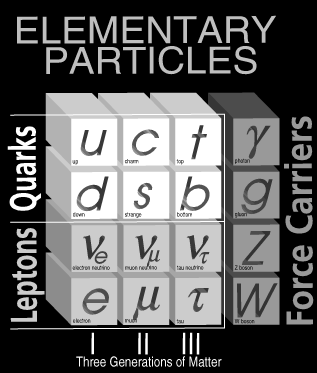 ELEMENTARY
PARTICLES
Quarks
Leptons
Force Carriers
u c t γ
up charm top photon
d s b g
down strange bottom gluon
νe νμ ντ Z
electron neutrino muon neutrino tau neutrino Z boson
e μ τ W
electron muon tau W boson
I II III
Three Generations of Matter